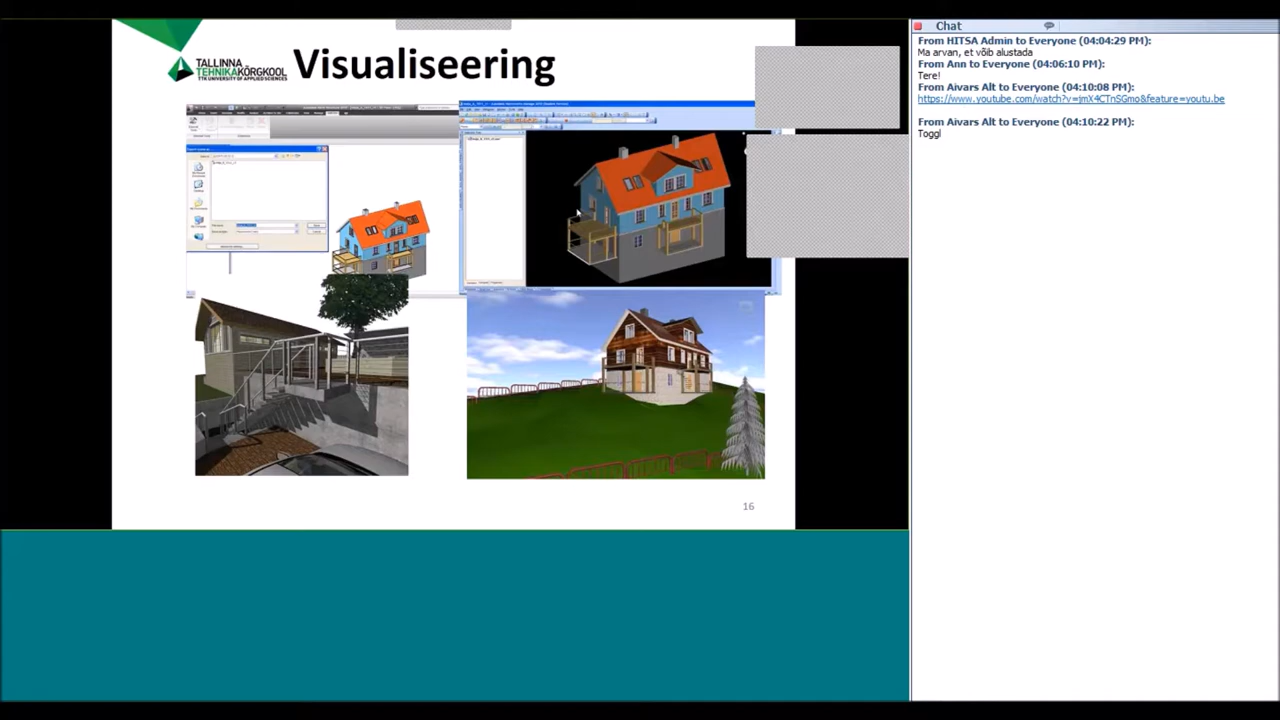 TALLINNA
TEHNIKAKÕRGKOOL
TTK UNIVERSITY OF APPLIED SCIENCES
Visualiseering
16
Chat
From HITSA Admin to Everyone (04:04:29 PM):
Ma arvan, et võib alustada
From Ann to Everyone (04:06:10 PM):
Tere!
From Aivars Alt to Everyone (04:10:08 PM):
https://www.youtube.com/watch?v=jmX4CTnSGmo&feature=youtu.be
From Aivars Alt to Everyone (04:10:22 PM):
Toggl